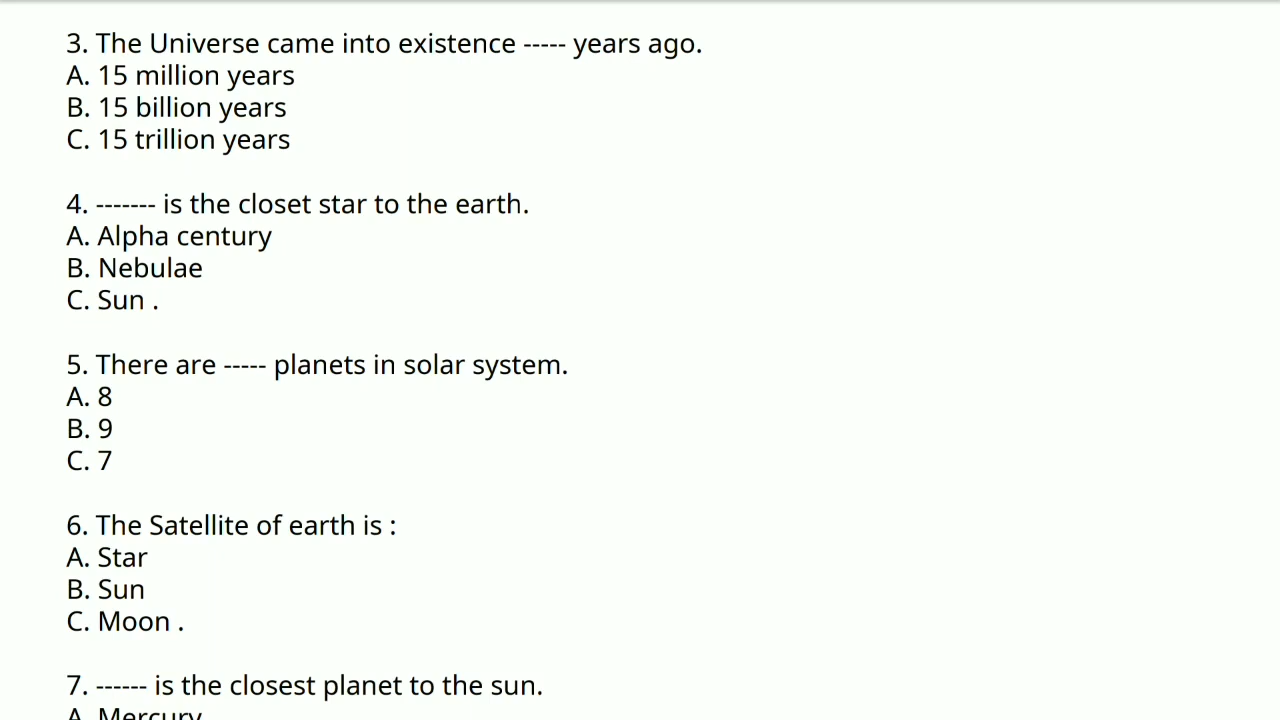 3. The Universe came into existence ----- years ago.
A. 15 million years
B. 15 billion years
C. 15 trillion years
4. ------- is the closet star to the earth.
A. Alpha century
B. Nebulae
C. Sun .
5. There are ----- planets in solar system.
A. 8
B. 9
C. 7
6. The Satellite of earth is :
A. Star
B. Sun
C. Moon .
7. ------ is the closest planet to the sun.
A. Mercury